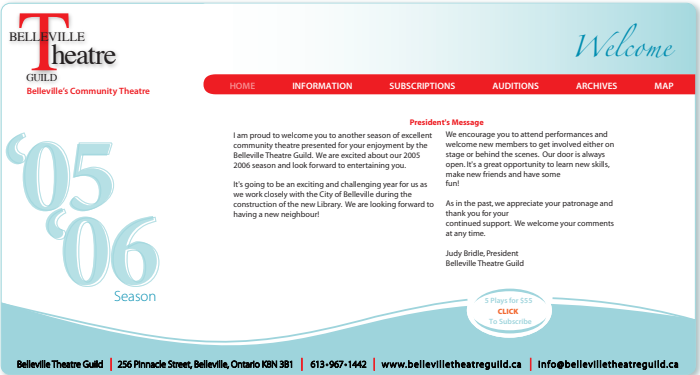 BELLEVILLE
Theatre
GUILD
Belleville's Community Theatre
Welcome
HOME INFORMATION SUBSCRIPTIONS AUDITIONS ARCHIVES MAP
‘05
‘06
Season
President's Message
I am proud to welcome you to another season of excellent
community theatre presented for your enjoyment by the
Belleville Theatre Guild. We are excited about our 2005
2006 season and look forward to entertaining you.
It's going to be an exciting and challenging year for us as
we work closely with the City of Belleville during the
construction of the new Library. We are looking forward to
having a new neighbour!
We encourage you to attend performances and
welcome new members to get involved either on
stage or behind the scenes. Our door is always
open. It's a great opportunity to learn new skills,
make new friends and have some
fun!
As in the past, we appreciate your patronage and
thank you for your
continued support. We welcome your comments
at any time.
Judy Bridle, President
Belleville Theatre Guild
5 Plays for $55
CLICK
To Subscribe
Belleville Theatre Guild | 256 Pinnacle Street, Belleville, Ontario K8N 3B1 | 613•967•1442 | www.bellevilletheatreguild.ca | info@bellevilletheatreguild.ca